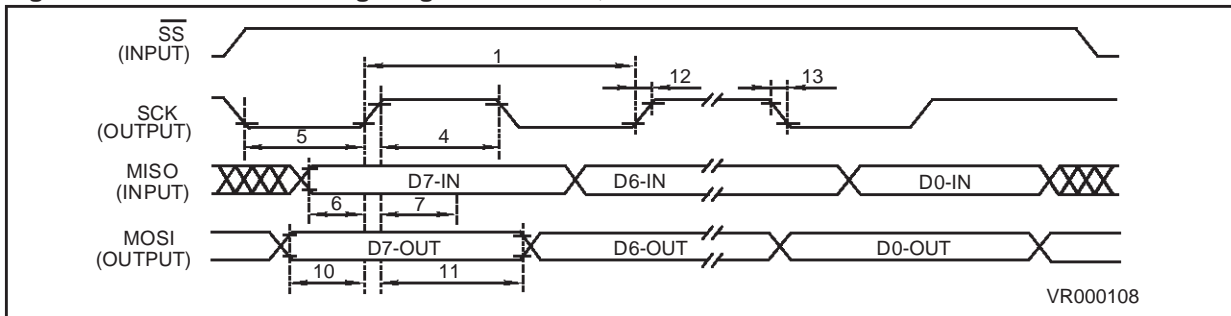 SS
(INPUT)
1
12
13
SCK
(OUTPUT)
5
4
MISO
(INPUT)
D7-IN
D6-IN
D0-IN
6
7
MOSI
(OUTPUT)
D7-OUT
D6-OUT
D0-OUT
10
11
VR000108